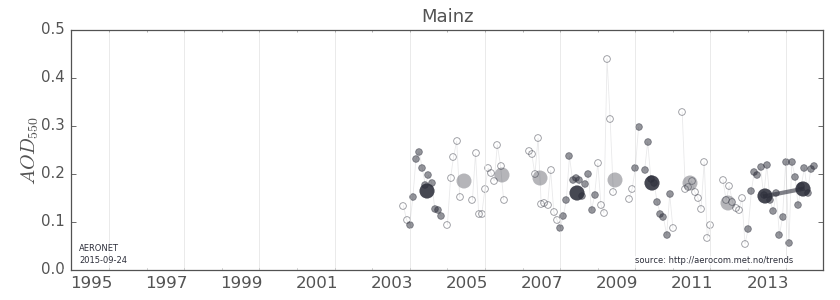 Mainz
0.5
0.4
0.3
0.2
0.1
0.0
AOD550
AERONET
2015-09-24
source: http://aerocom.met.no/trends
1995 1997 1999 2001 2003 2005 2007 2009 2011 2013